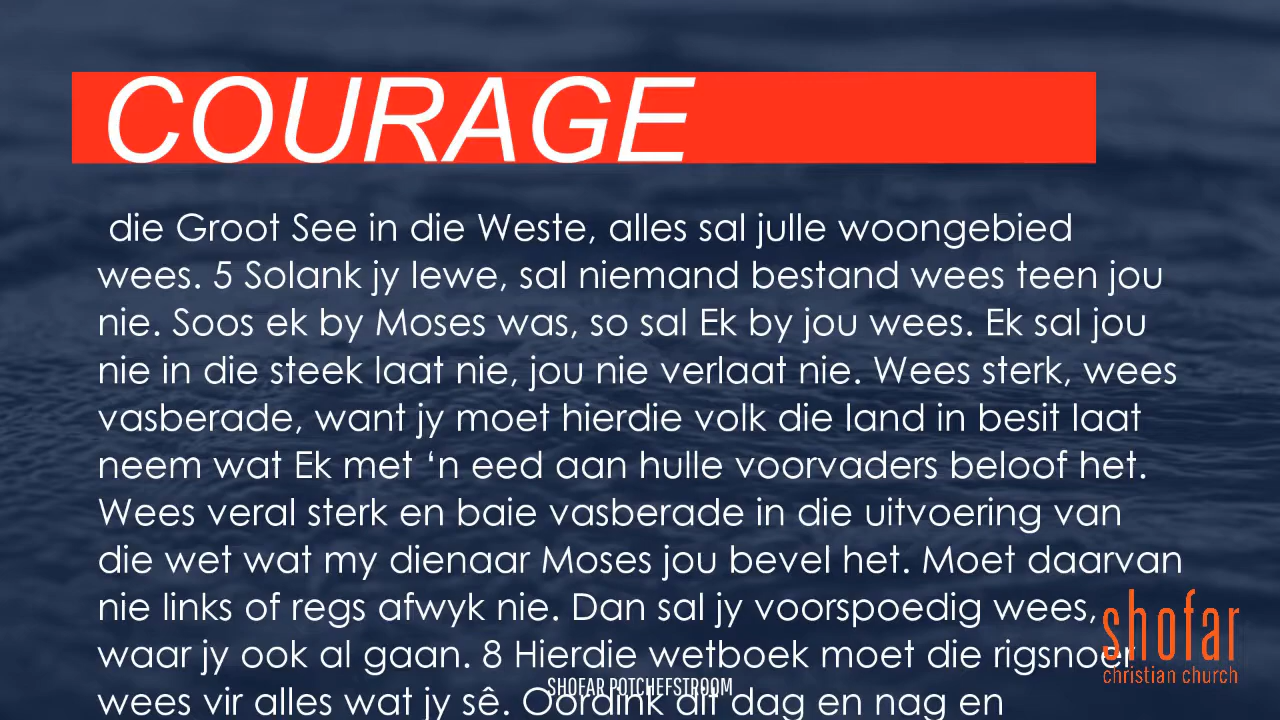 COURAGE
die Groot See in die Weste, alles sal julle woongebied
wees. 5 Solank jy lewe, sal niemand bestand wees teen jou
nie. Soos ek by Moses was, so sal Ek by jou wees. Ek sal jou
nie in die steek laat nie, jou nie verlaat nie. Wees sterk, wees
vasberade, want jy moet hierdie volk die land in besit laat
neem wat Ek met ‘n eed aan hulle voorvaders beloof het.
Wees veral sterk en baie vasberade in die uitvoering van
die wet wat my dienaar Moses jou bevel het. Moet daarvan
nie links of regs afwyk nie. Dan sal jy voorspoedig wees,
waar jy ook al gaan. 8 Hierdie wetboek moet die rigsnoer
wees vir alles wat jy sê. Oordink dit dag en nag en
SHOFAR POTCHEFSTROOM
shofar
christian church